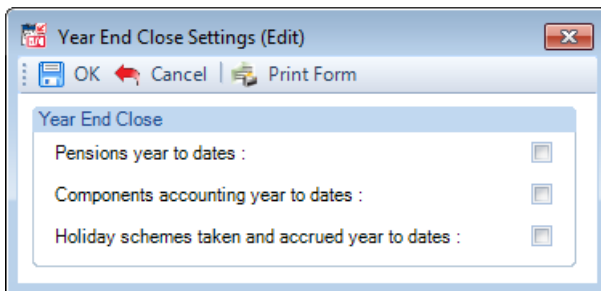 Year End Close Settings (Edit)
OK Cancel Print Form
Year End Close
Pensions year to dates :
Components accounting year to dates :
Holiday schemes taken and accrued year to dates :